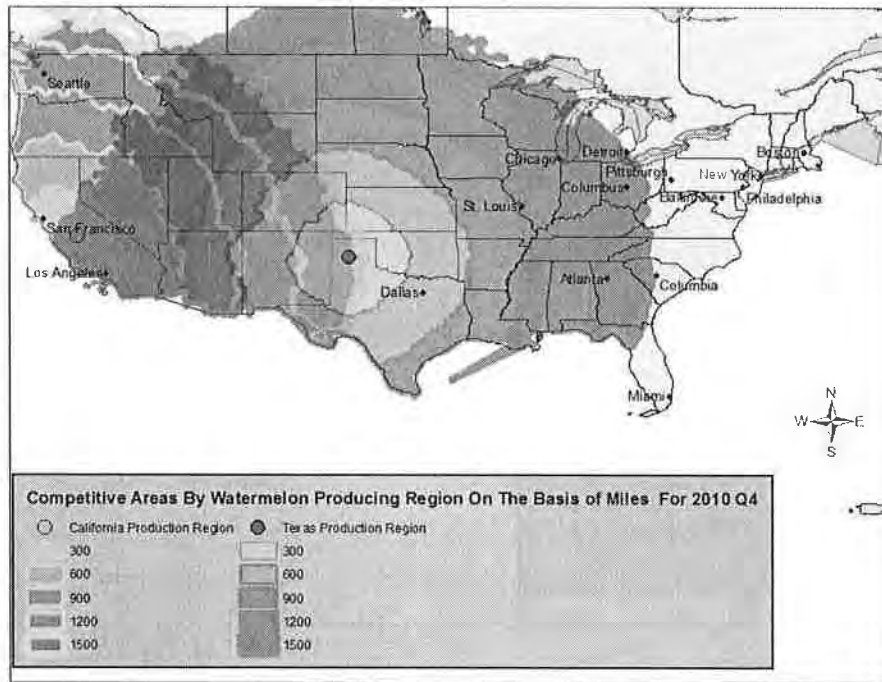 Seattle
Boston
Detroit
Chicago
Pittsburgh
New York
Columbus
Philadelphia
St. Louis
Baltimore
San Francisco
Los Angeles
Atlanta
Columbia
Dallas
Miami
N
W E
S
Competitive Areas By Watermelon Producing Region On The Basis of Miles For 2010 Q4
California Production Region Texas Production Region
300 300
600 600
900 900
1200 1200
1500 1500